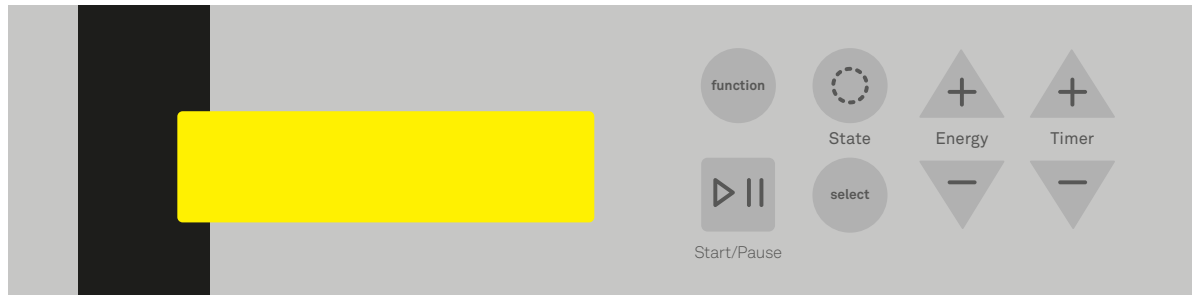 function
State
Energy
Timer
select
Start/Pause